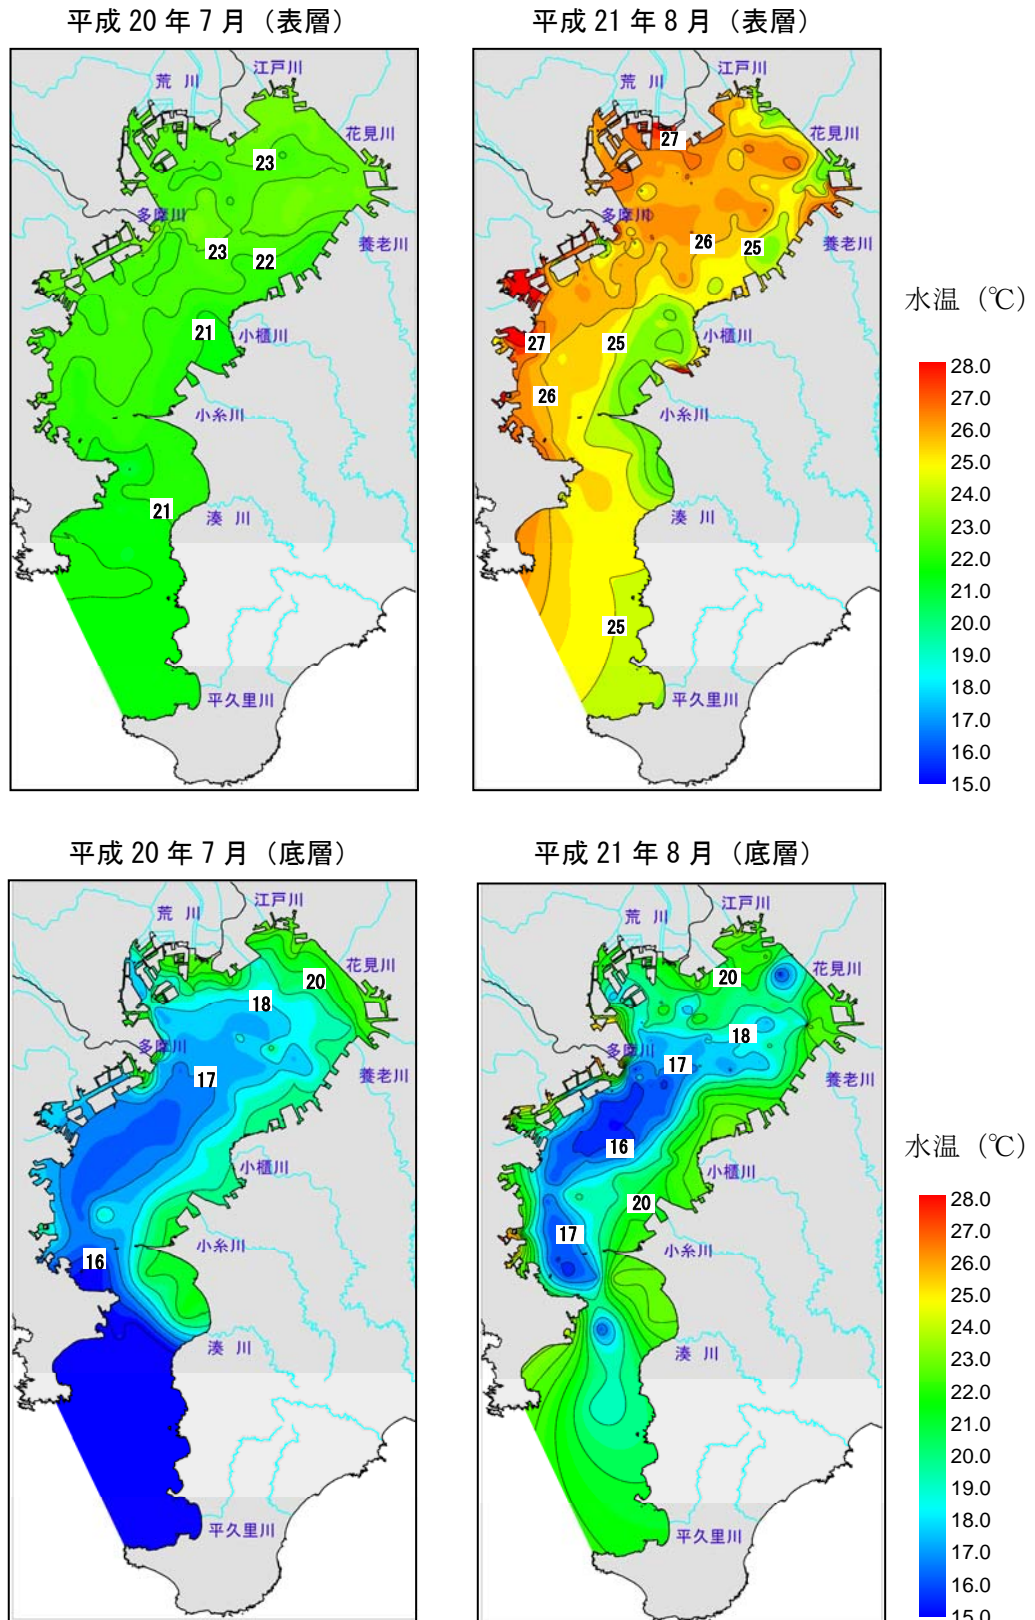 平成 20 年 7 月（表層）
平成 21 年 8 月（表層）
江戸川
荒 川
花見川
23
多摩川
23
22
21
小櫃川
小糸川
21
湊 川
平久里川
江戸川
荒 川
27
花見川
多摩川
26
25
養老川
養老川
27
25
小櫃川
26
小糸川
湊 川
25
平久里川
水温（℃）
28.0
27.0
26.0
25.0
24.0
23.0
22.0
21.0
20.0
19.0
18.0
17.0
16.0
15.0
平成 20 年 7 月（底層）
平成 21 年 8 月（底層）
江戸川
荒 川
花見川
20
18
多摩川
17
養老川
小櫃川
小糸川
16
湊 川
平久里川
江戸川
荒 川
花見川
20
18
多摩川
17
養老川
16
小櫃川
20
17
小糸川
湊 川
平久里川
水温（℃）
28.0
27.0
26.0
25.0
24.0
23.0
22.0
21.0
20.0
19.0
18.0
17.0
16.0
15.0